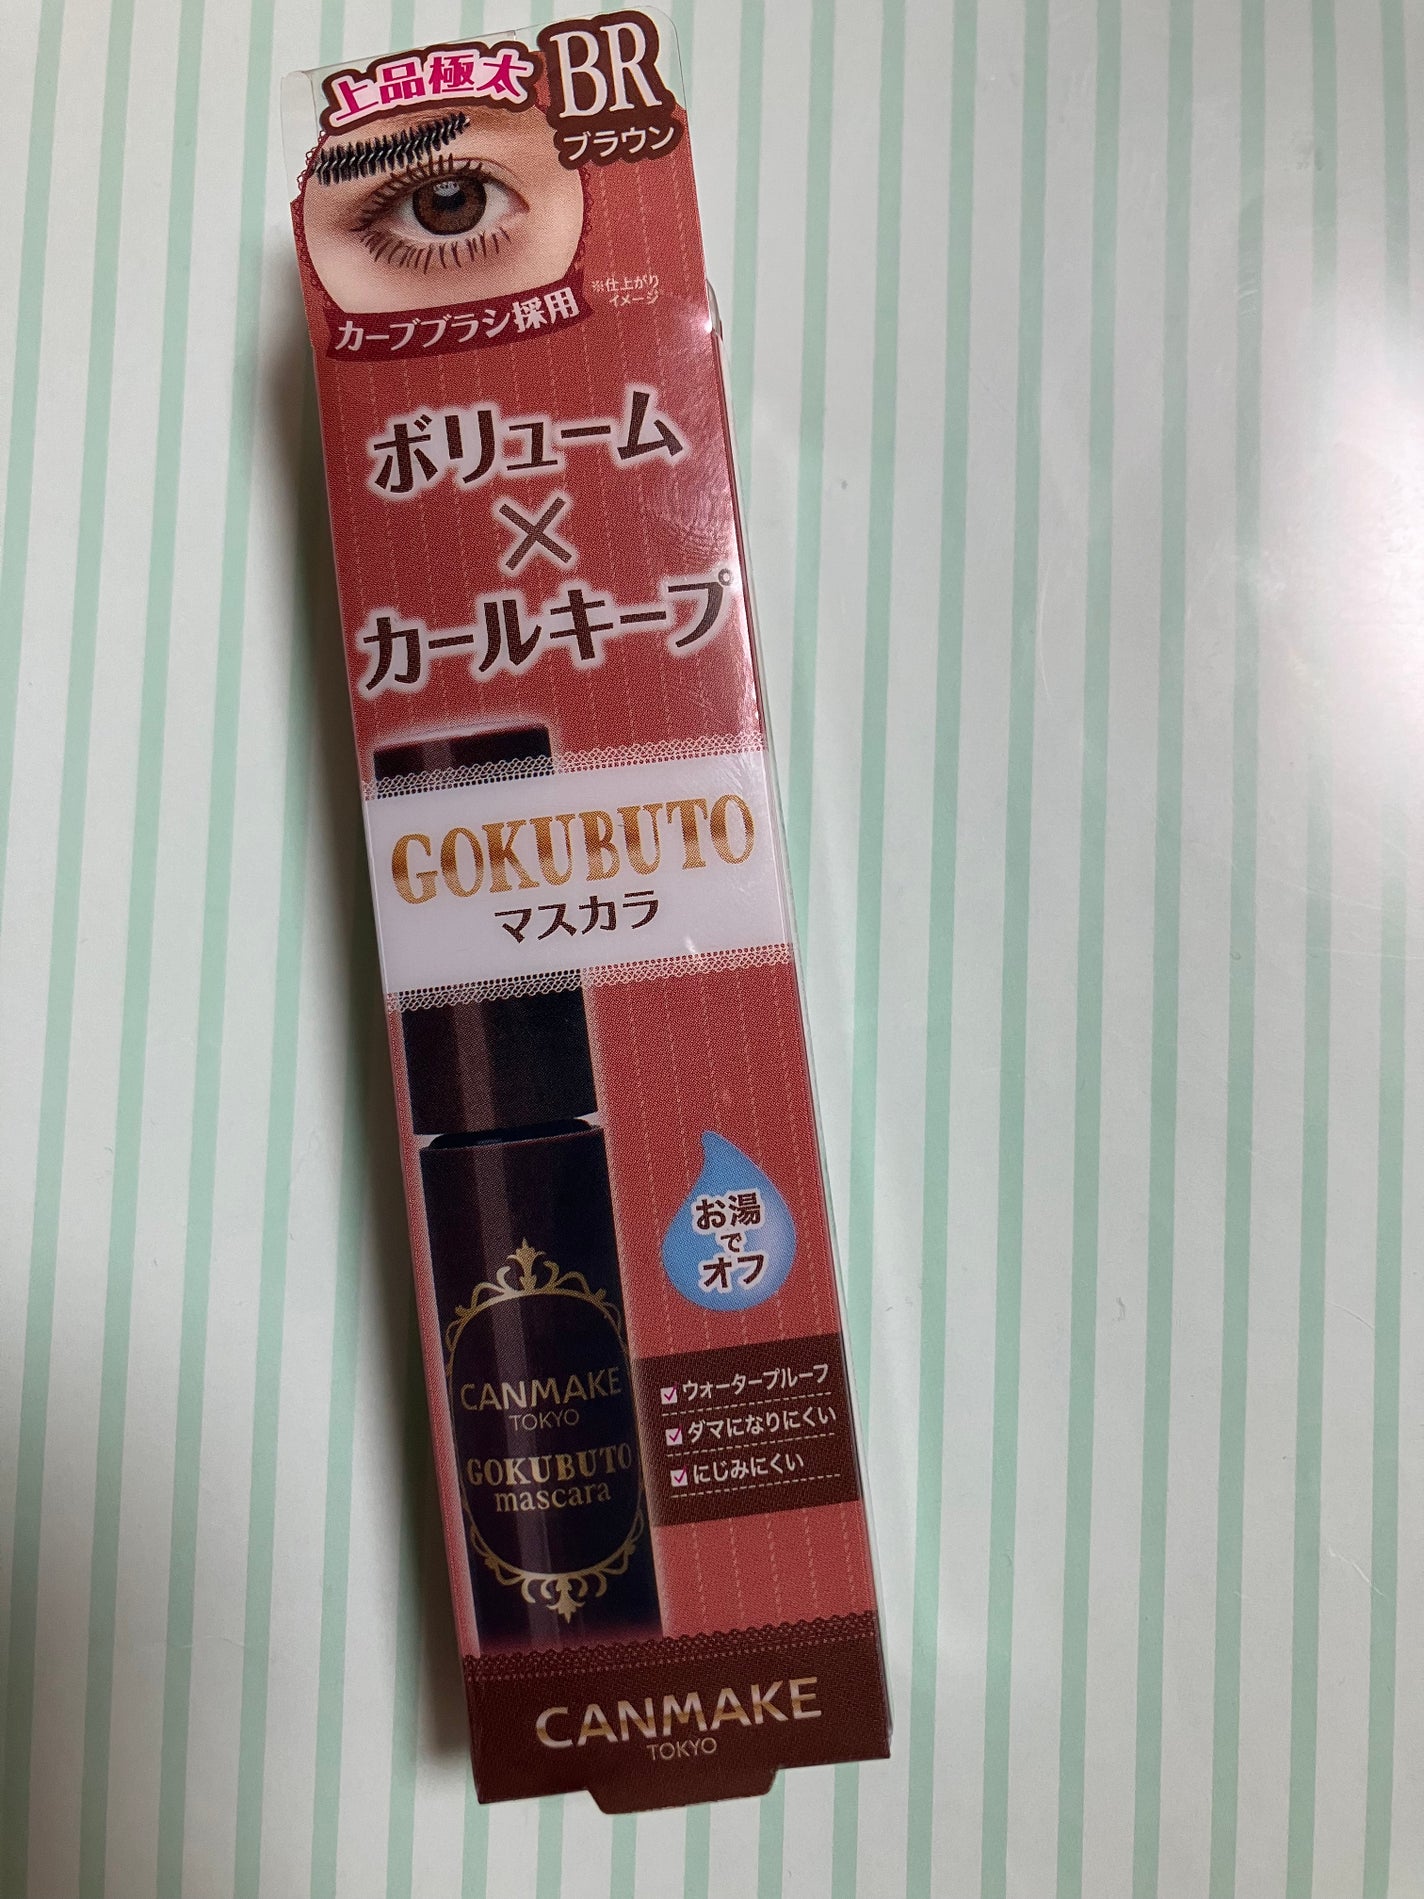 上品極太
BR
ブラウン
カーブブラシ採用
※仕上がり
イメージ
ボリューム
×
カールキープ
GOKUBUTO
マスカラ
お湯
で
オフ
CANMAKE
TOKYO
GOKUBUTO
mascara
ウォータープルーフ
ダマになりにくい
にじみにくい
CANMAKE
TOKYO